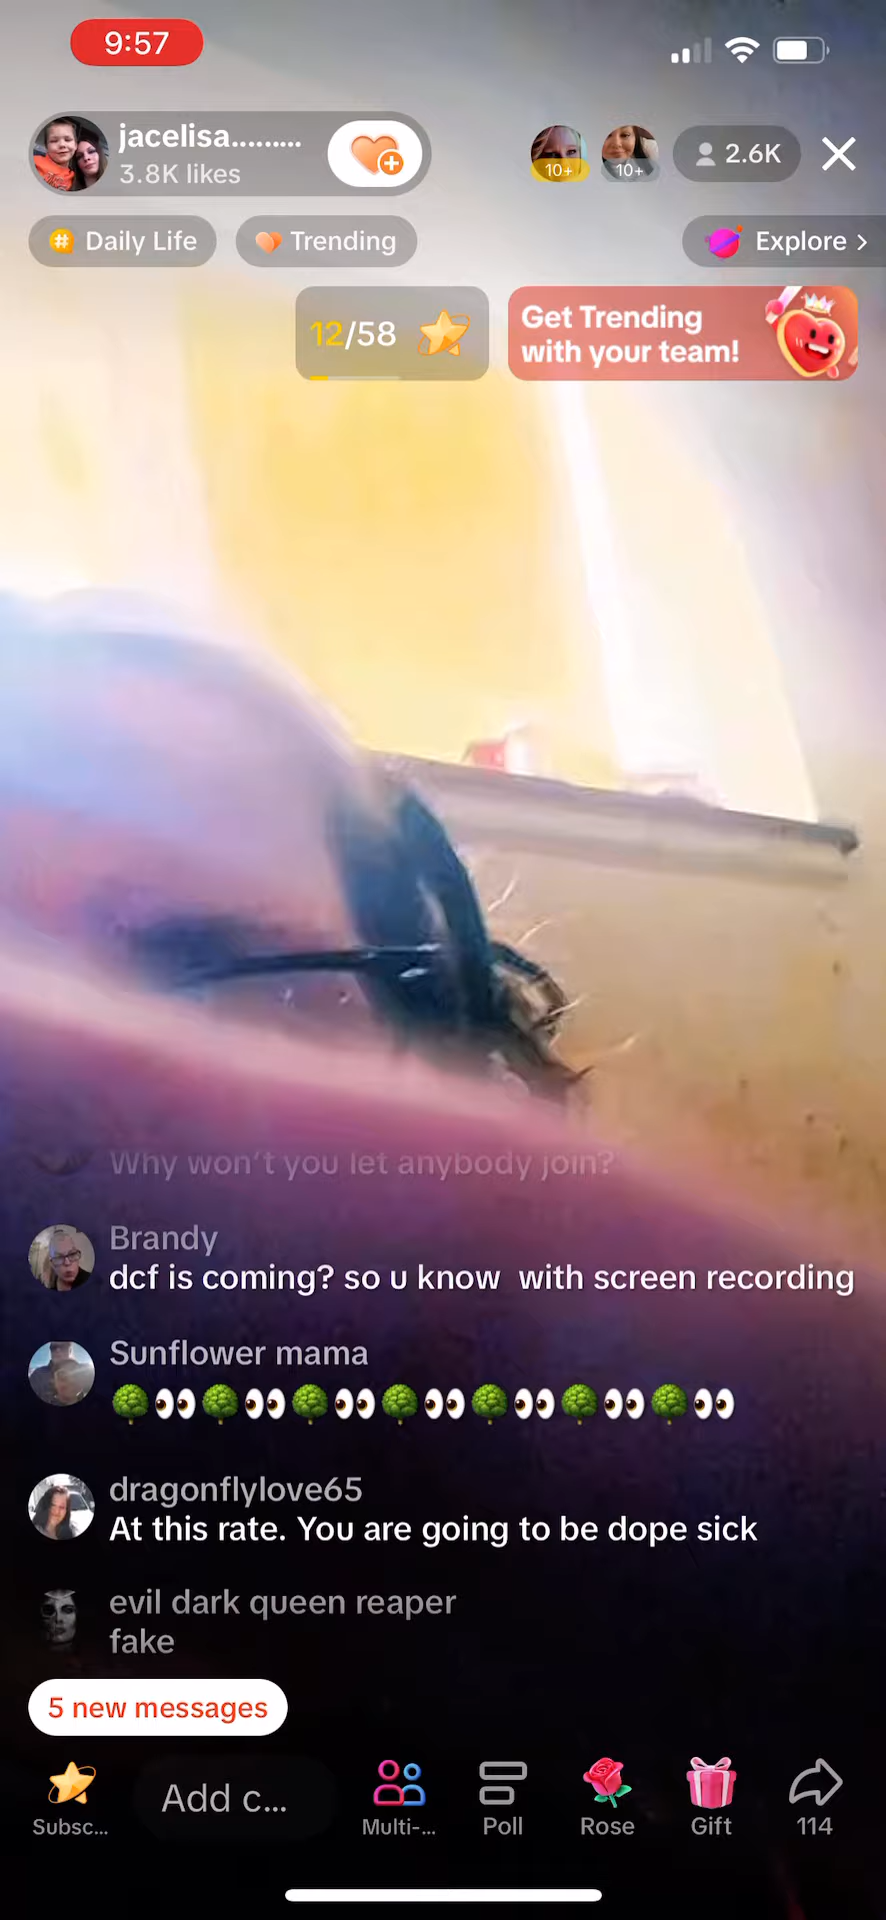 9:57
jacelisa.........
3.8K likes
10+
10+
2.6K
Daily Life
Trending
Explore >
12/58
Get Trending
with your team!
Why won't you let anybody join?
Brandy
dcf is coming? so u know with screen recording
Sunflower mama
🌳👀🌳👀🌳👀🌳👀🌳👀🌳👀🌳👀
dragonflylove65
At this rate. You are going to be dope sick
evil dark queen reaper
fake
5 new messages
Add c...
Subsc...
Multi-...
Poll
Rose
Gift
114